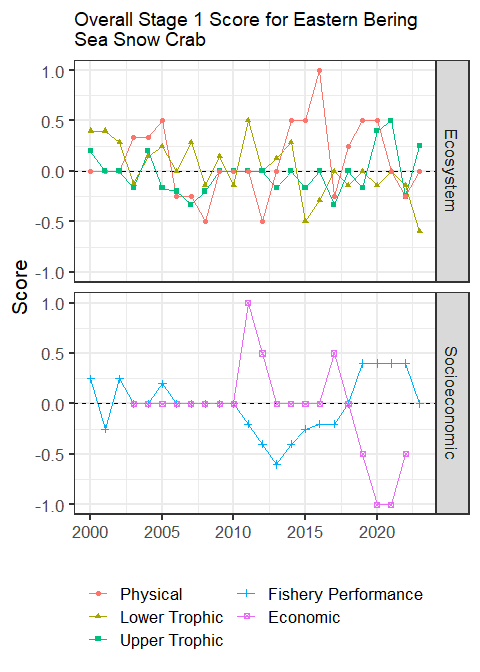 Overall Stage 1 Score for Eastern Bering
Sea Snow Crab
Score
1.0
0.5
0.0
-0.5
-1.0
Ecosystem
1.0
0.5
0.0
-0.5
-1.0
Socioeconomic
2000 2005 2010 2015 2020
Physical
Lower Trophic
Upper Trophic
Fishery Performance
Economic